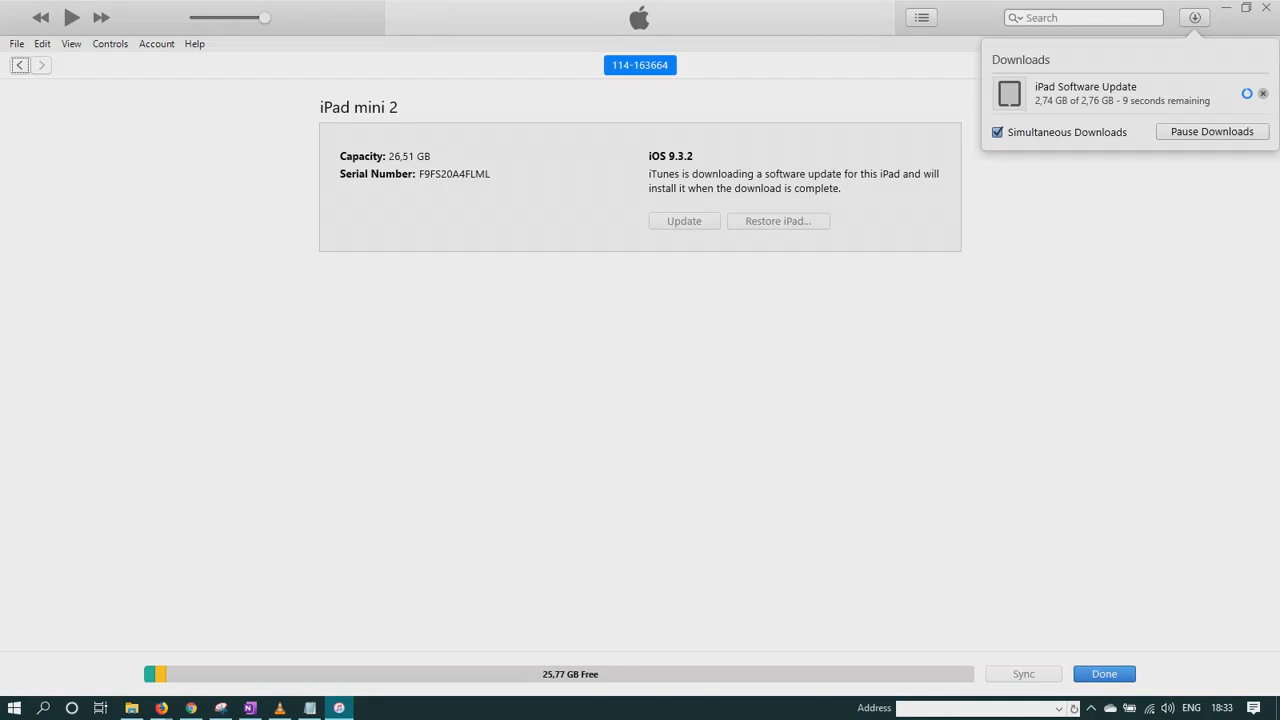 Search
File Edit View Controls Account Help
114-163664
Downloads
iPad Software Update
2,74 GB of 2,76 GB - 9 seconds remaining
Simultaneous Downloads
Pause Downloads
iPad mini 2
Capacity: 26,51 GB
Serial Number: F9FS20A4FLML
iOS 9.3.2
iTunes is downloading a software update for this iPad and will
install it when the download is complete.
Update
Restore iPad...
25,77 GB Free
Sync
Done
Address
ENG
18:33